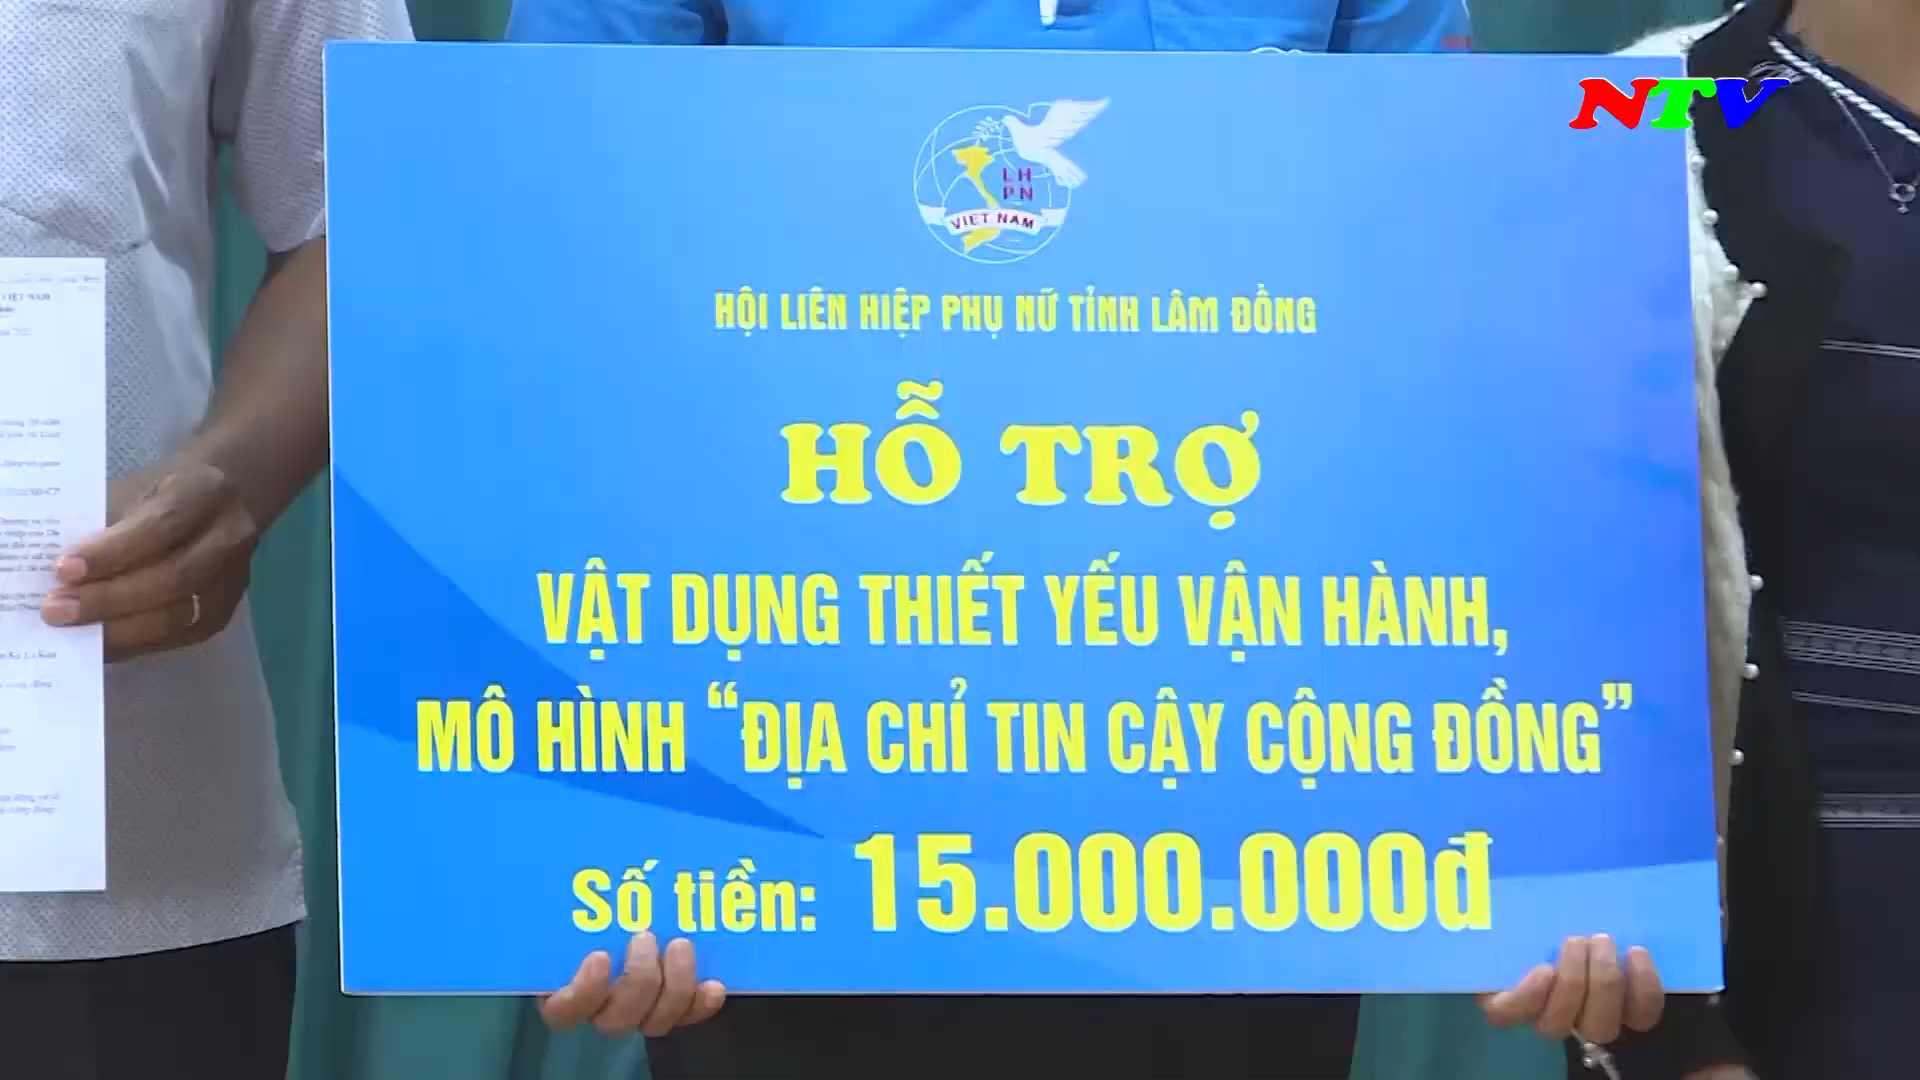 NTV
LH
PN
VIET NAM
HỘI LIÊN HIỆP PHỤ NỮ TỈNH LÂM ĐỒNG
HỖ TRỢ
VẬT DỤNG THIẾT YẾU VẬN HÀNH,
MÔ HÌNH “ĐỊA CHỈ TIN CẬY CỘNG ĐỒNG”
Số tiền: 15.000.000đ